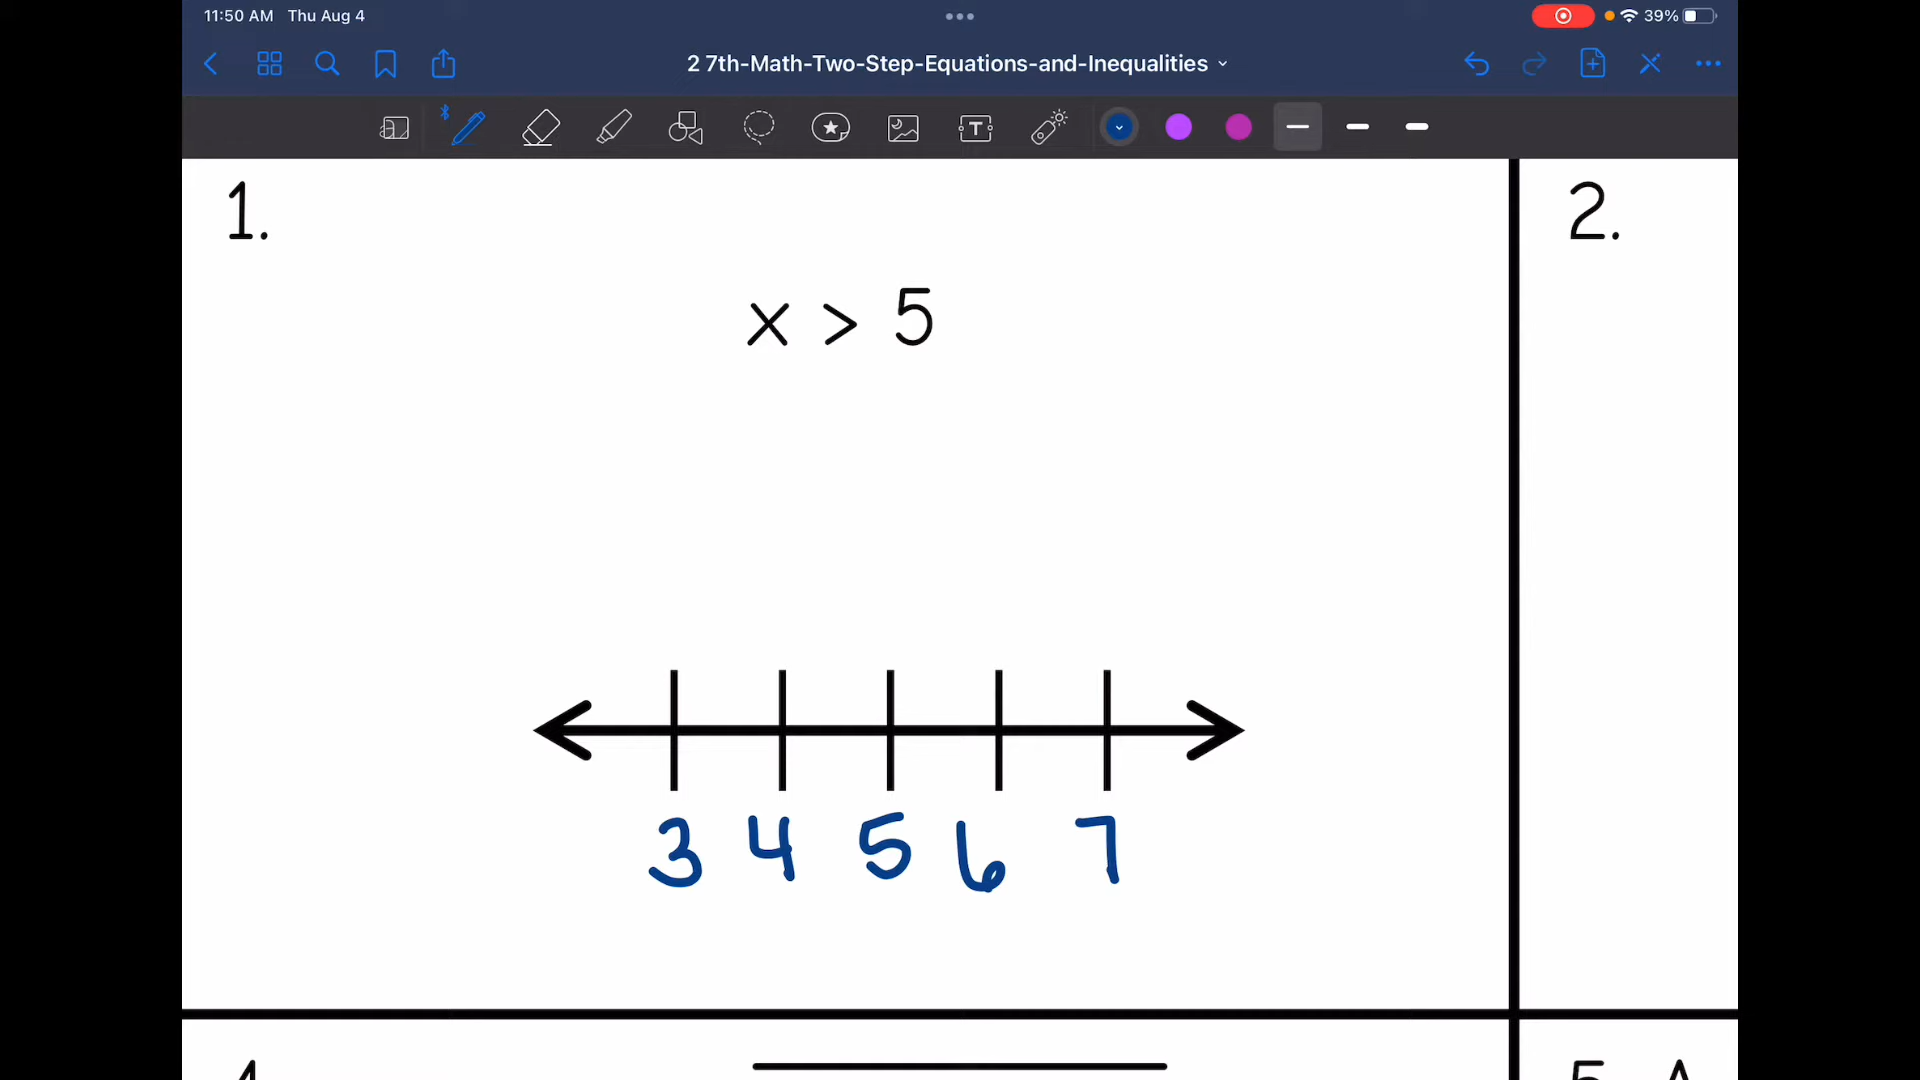 11:50 AM Thu Aug 4
39%
2 7th-Math-Two-Step-Equations-and-Inequalities
T
1.
2.
x > 5
3 4 5 6 7